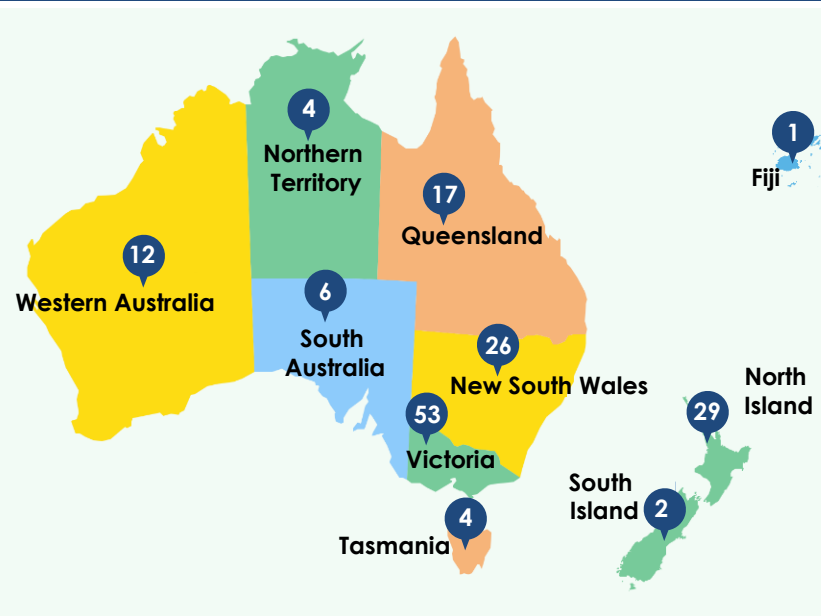 4
Northern
Territory
1
Fiji
17
Queensland
12
Western Australia
6
South
Australia
26
New South Wales
53
Victoria
North
Island
29
South
Island
2
4
Tasmania